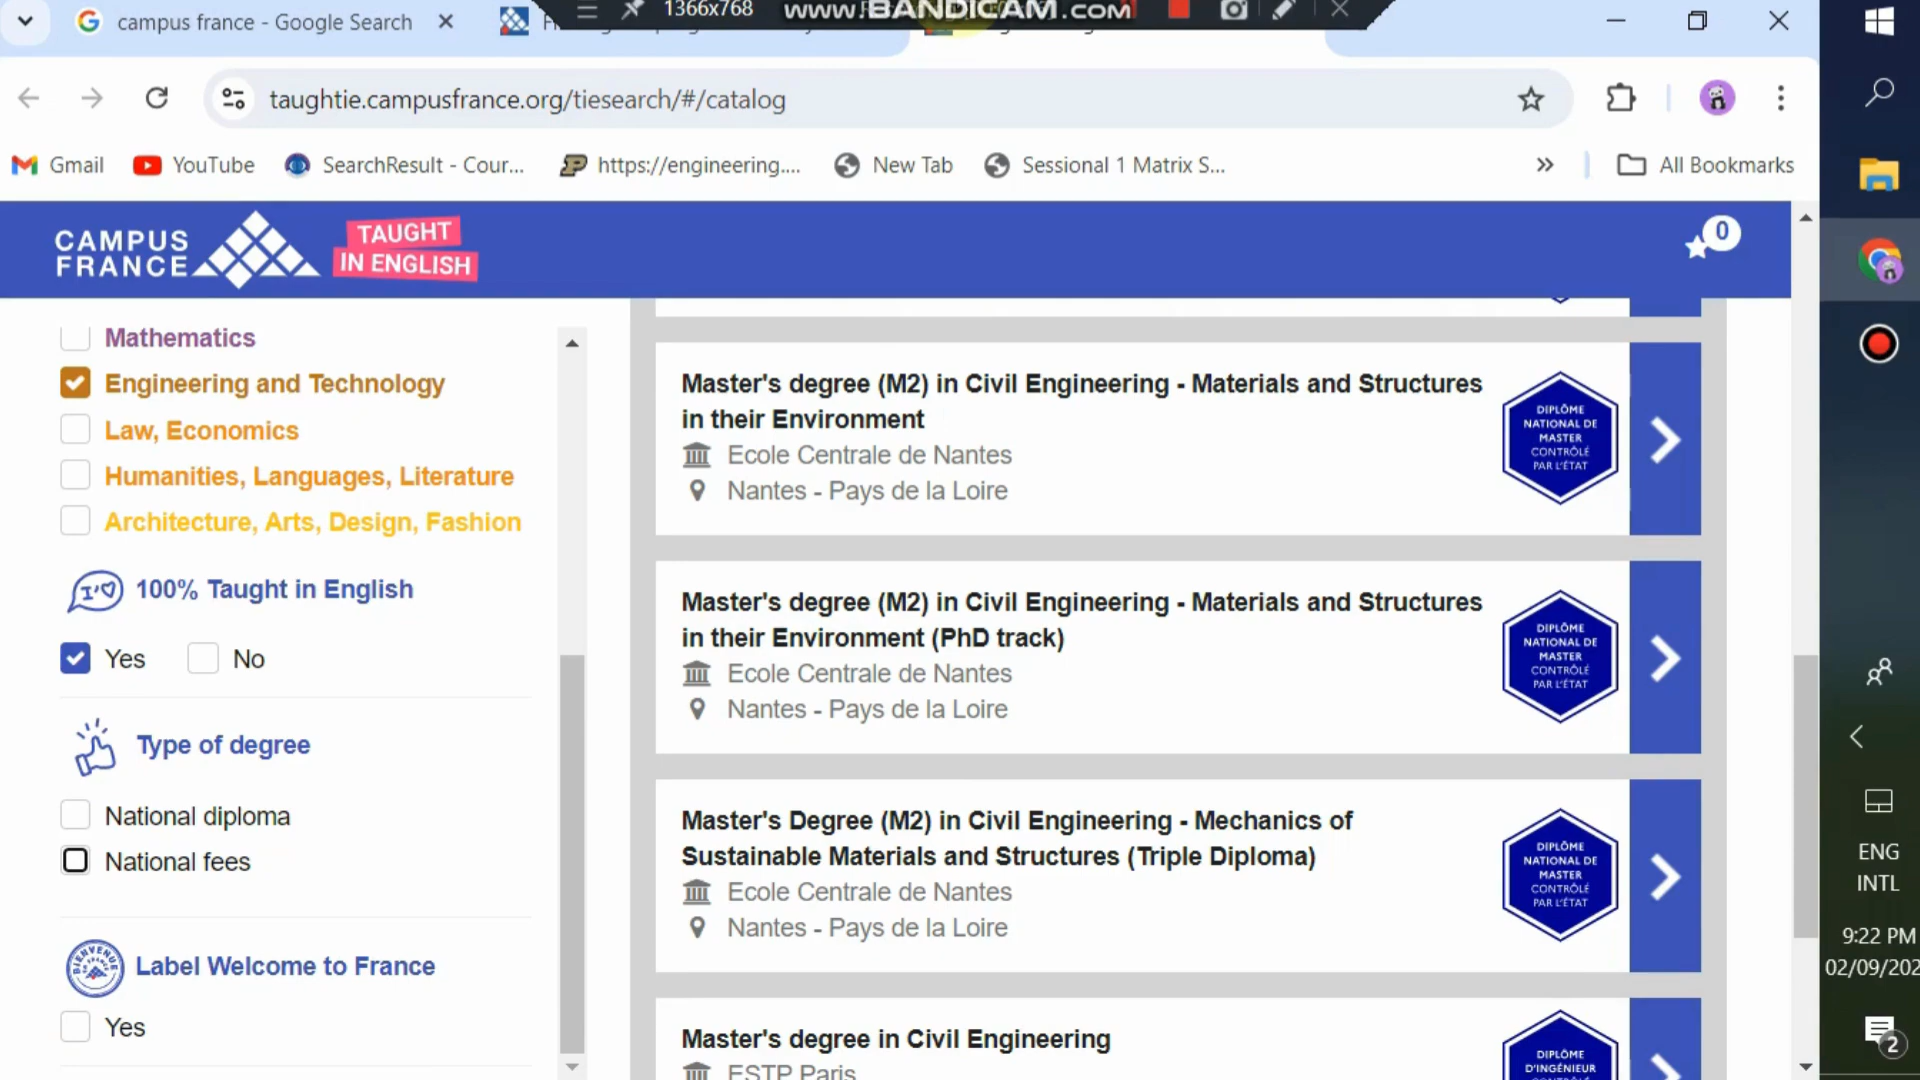 1366x768
www.BANDICAM.com
campus france - Google Search
taughtie.campusfrance.org/tiesearch/#/catalog
Gmail
YouTube
SearchResult - Cour...
https://engineering....
New Tab
Sessional 1 Matrix S...
All Bookmarks
CAMPUS
FRANCE
TAUGHT
IN ENGLISH
0
Mathematics
Engineering and Technology
Law, Economics
Humanities, Languages, Literature
Architecture, Arts, Design, Fashion
100% Taught in English
Yes
No
Type of degree
National diploma
National fees
BIENVENUE
Label Welcome to France
Yes
Master's degree (M2) in Civil Engineering - Materials and Structures
in their Environment
Ecole Centrale de Nantes
Nantes - Pays de la Loire
DIPLÔME
NATIONAL DE
MASTER
CONTRÔLÉ
PAR L'ÉTAT
Master's degree (M2) in Civil Engineering - Materials and Structures
in their Environment (PhD track)
Ecole Centrale de Nantes
Nantes - Pays de la Loire
DIPLÔME
NATIONAL DE
MASTER
CONTRÔLÉ
PAR L'ÉTAT
Master's Degree (M2) in Civil Engineering - Mechanics of
Sustainable Materials and Structures (Triple Diploma)
Ecole Centrale de Nantes
Nantes - Pays de la Loire
DIPLÔME
NATIONAL DE
MASTER
CONTRÔLÉ
PAR L'ÉTAT
Master's degree in Civil Engineering
ESTP Paris
DIPLÔME
D'INGÉNIEUR
ENG
INTL
9:22 PM
02/09/202
2